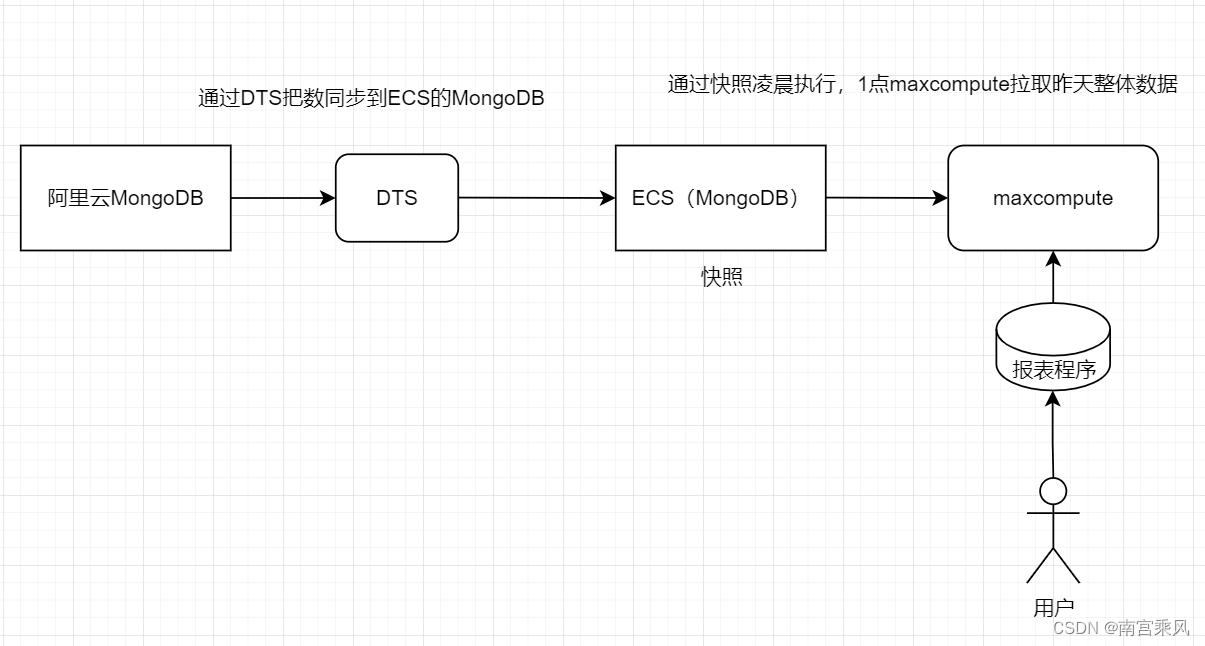 通过DTS把数同步到ECS的MongoDB
通过快照凌晨执行，1点maxcompute拉取昨天整体数据
阿里云MongoDB
DTS
ECS（MongoDB）
maxcompute
快照
报表程序
用户
CSDN @南宫乘风